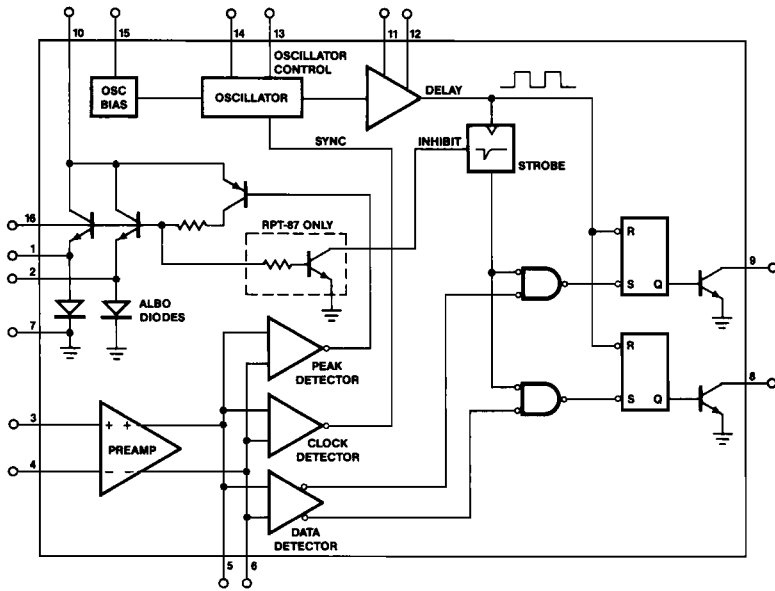 10
15
14
13
11
12
OSCILLATOR
CONTROL
OSC
BIAS
OSCILLATOR
DELAY
SYNC
INHIBIT
STROBE
16
RPT-87 ONLY
1
2
ALBO
DIODES
7
R
S
Q
9
PEAK
DETECTOR
R
S
Q
8
3
+ +
PREAMP
4
– –
CLOCK
DETECTOR
DATA
DETECTOR
5
6